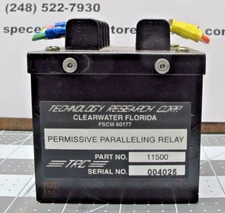 (248) 522-7930
TECHNOLOGY RESEARCH CORP.
CLEARWATER FLORIDA
FSCM 60177
PERMISSIVE PARALLELING RELAY
PART NO. 11500
TRC
SERIAL NO. 004025